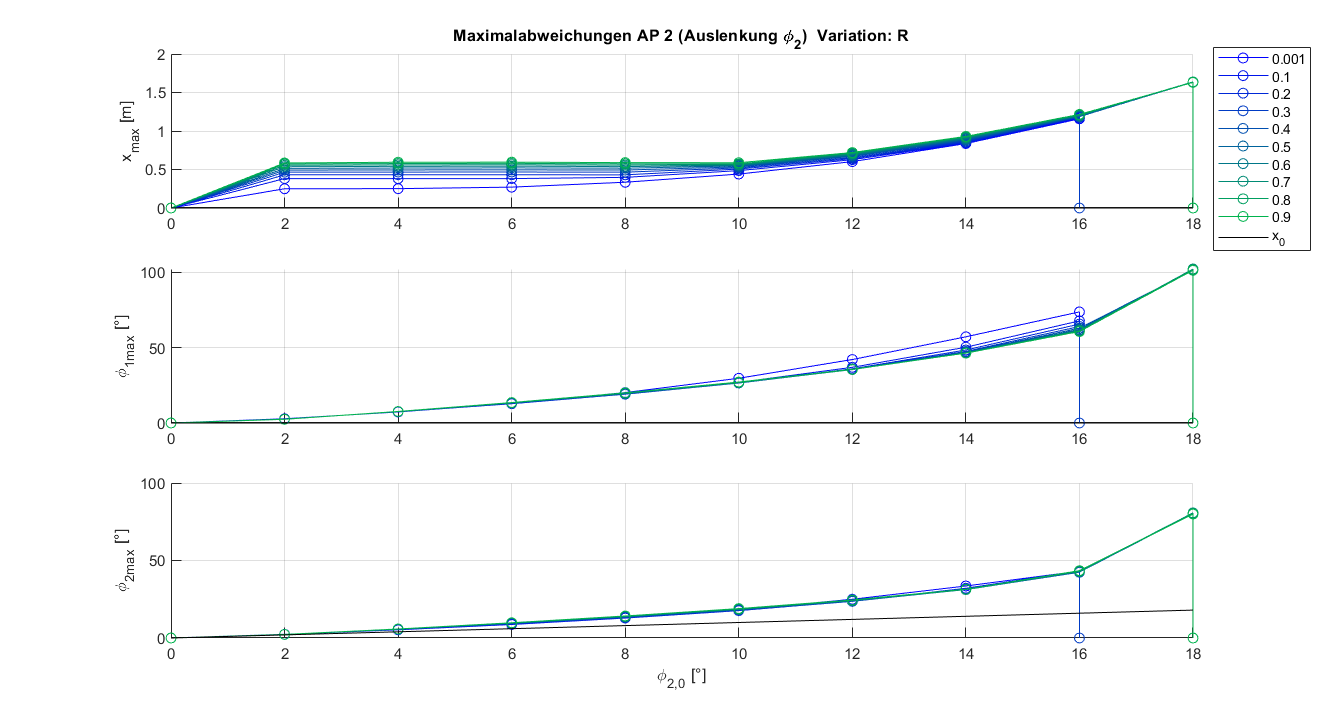 Maximalabweichungen AP 2 (Auslenkung ϕ2)  Variation: R
2
1.5
1
0.5
0
xmax [m]
0 2 4 6 8 10 12 14 16 18
0.001
0.1
0.2
0.3
0.4
0.5
0.6
0.7
0.8
0.9
x0
100
50
0
ϕ1max [°]
0 2 4 6 8 10 12 14 16 18
100
50
0
ϕ2max [°]
0 2 4 6 8 10 12 14 16 18
ϕ2,0 [°]